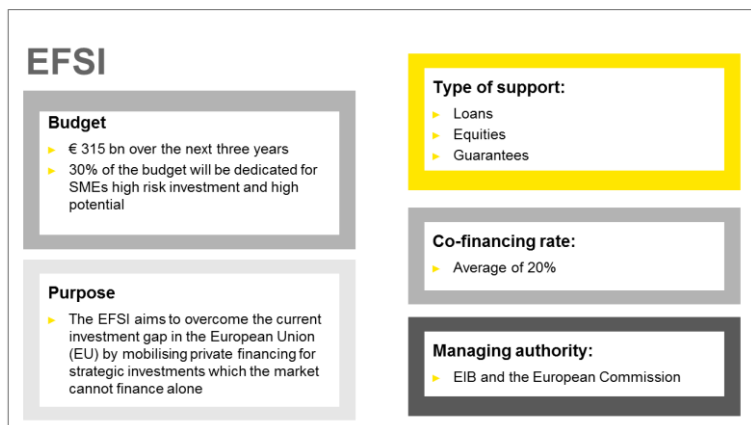 EFSI
Budget
► € 315 bn over the next three years
► 30% of the budget will be dedicated for
SMEs high risk investment and high
potential
Purpose
► The EFSI aims to overcome the current
investment gap in the European Union
(EU) by mobilising private financing for
strategic investments which the market
cannot finance alone
Type of support:
► Loans
► Equities
► Guarantees
Co-financing rate:
► Average of 20%
Managing authority:
► EIB and the European Commission